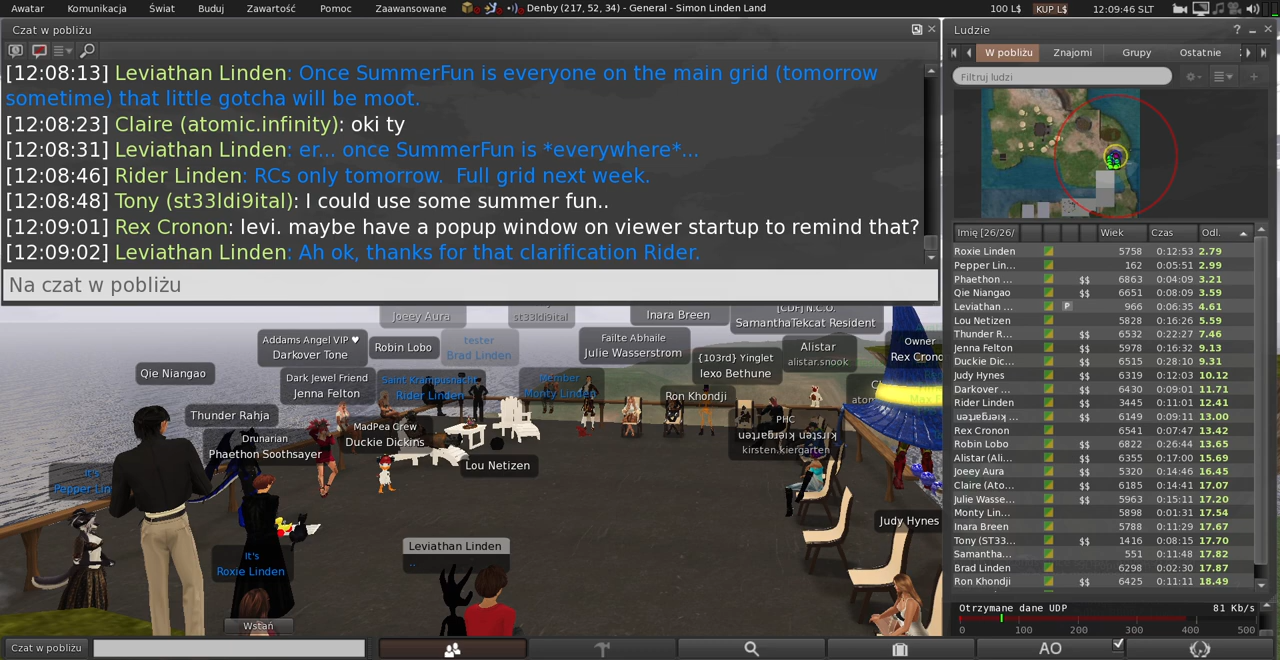 Awatar Komunikacja Świat Buduj Zawartość Pomoc Zaawansowane Denby (217, 52, 34) - General - Simon Linden Land 100 L$ KUP L$ 12:09:46 SLT
Czat w pobliżu
[12:08:13] Leviathan Linden: Once SummerFun is everyone on the main grid (tomorrow
sometime) that little gotcha will be moot.
[12:08:23] Claire (atomic.infinity): oki ty
[12:08:31] Leviathan Linden: er... once SummerFun is *everywhere*...
[12:08:46] Rider Linden: RCs only tomorrow.  Full grid next week.
[12:08:48] Tony (st33ldi9ital): I could use some summer fun..
[12:09:01] Rex Cronon: levi. maybe have a popup window on viewer startup to remind that?
[12:09:02] Leviathan Linden: Ah ok, thanks for that clarification Rider.
Na czat w pobliżu
Joeey Aura
st33ldi9ital
Inara Breen
[CDF] N.C.O.
SamanthaTekcat Resident
Addams Angel VIP ♥
Darkover Tone
Robin Lobo
tester
Brad Linden
Failte Abhaile
Julie Wasserstrom
Alistar
alistar.snook
Owner
Rex Crono
{103rd} Yinglet
Iexo Bethune
Qie Niangao
Dark Jewel Friend
Jenna Felton
Saint Krampusnacht
Rider Linden
Member
Monty Linden
Ron Khondji
Thunder Rahja
MadPea Crew
Duckie Dickins
Drunarian
Phaethon Soothsayer
PHC
kirsten.kiergarten
Lou Netizen
It's
Pepper Lin
Judy Hynes
Leviathan Linden
..
It's
Roxie Linden
Wstań
Czat w pobliżu
AO
Ludzie
W pobliżu Znajomi Grupy Ostatnie
Filtruj ludzi
Imię [26/26/ Wiek Czas Odl.
Roxie Linden 5758 0:12:53 2.79
Pepper Lin... 162 0:05:51 2.99
Phaethon ... $$ 6863 0:04:09 3.21
Qie Niangao $$ 6651 0:08:09 3.59
Leviathan ... P 966 0:06:35 4.61
Lou Netizen 5828 0:16:26 5.59
Thunder R... $$ 6532 0:22:27 7.46
Jenna Felton $$ 5978 0:16:32 9.13
Duckie Dic... $$ 6515 0:28:10 9.31
Judy Hynes $$ 6319 0:12:03 10.12
Darkover ... $$ 6430 0:09:01 11.71
Rider Linden $$ 3445 0:11:01 12.41
$$ 6149 0:09:11 13.00
Rex Cronon 6541 0:07:47 13.42
Robin Lobo $$ 6822 0:26:44 13.65
Alistar (Ali... $$ 6355 0:17:00 15.69
Joeey Aura $$ 5320 0:14:46 16.45
Claire (Ato... $$ 6185 0:14:41 17.07
Julie Wasse... $$ 5963 0:15:11 17.20
Monty Lin... 5898 0:01:31 17.54
Inara Breen 5788 0:11:29 17.67
Tony (ST33... $$ 1416 0:08:15 17.70
Samantha... 551 0:11:48 17.82
Brad Linden 6298 0:02:30 17.87
Ron Khondji $$ 6425 0:11:11 18.49
Otrzymane dane UDP 81 Kb/s
0 100 200 300 400 500